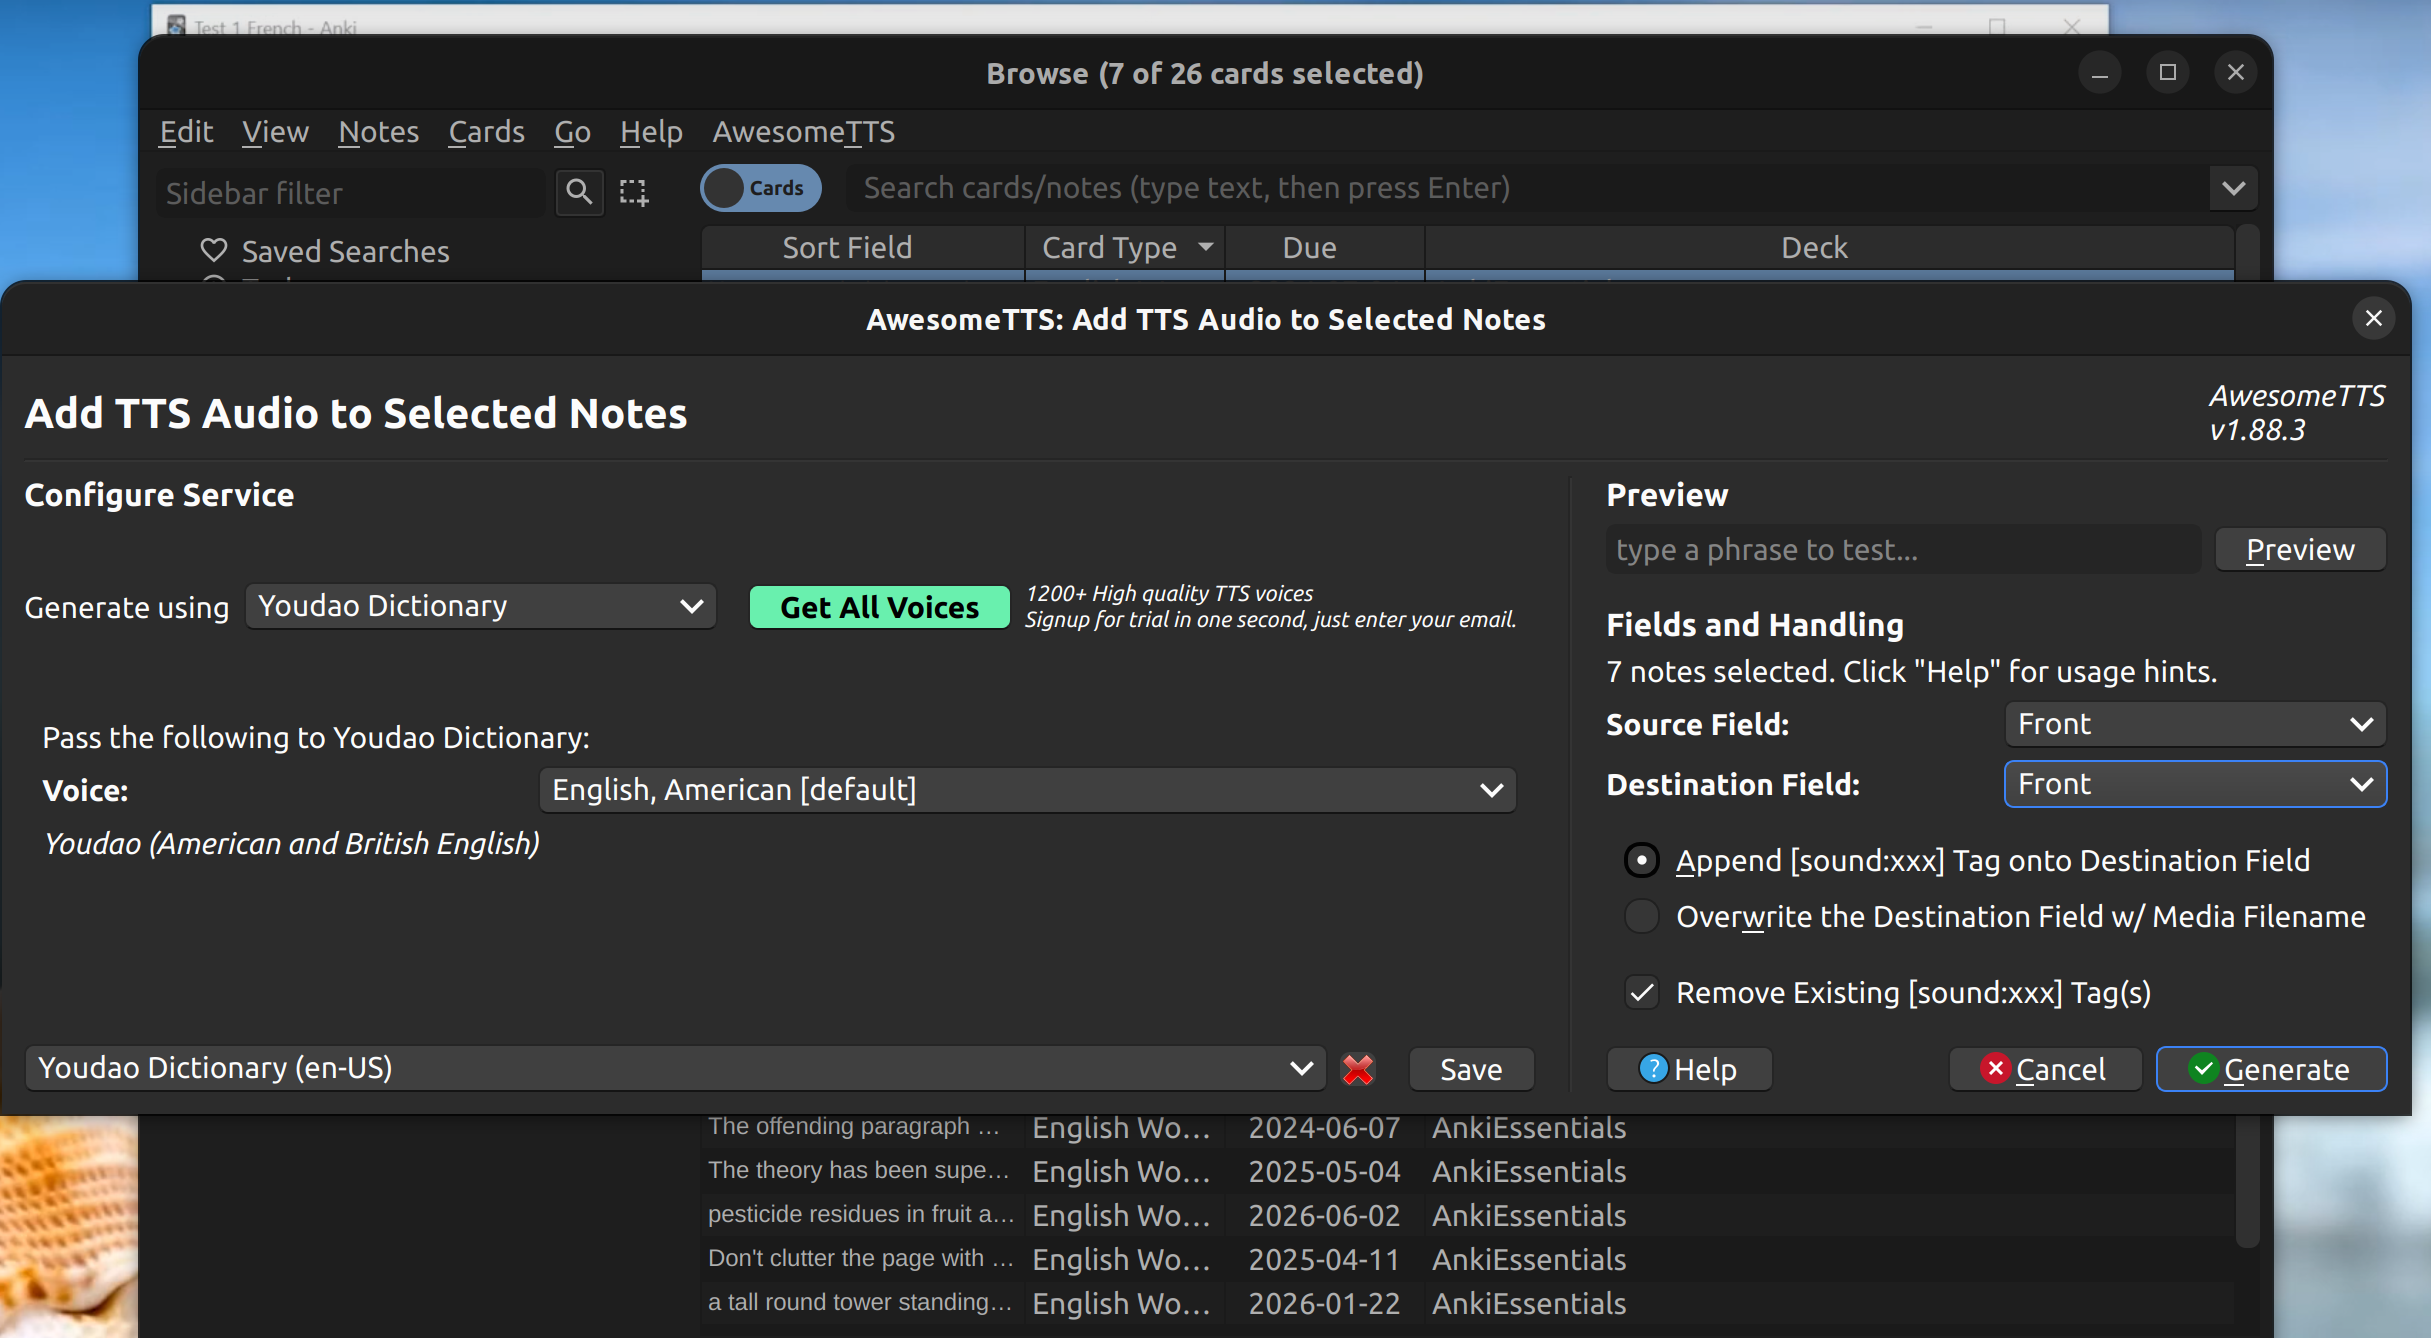 Test 1 French - Anki
Browse (7 of 26 cards selected)
Edit View Notes Cards Go Help AwesomeTTS
Sidebar filter
Cards
Search cards/notes (type text, then press Enter)
Saved Searches
Sort Field Card Type Due Deck
AwesomeTTS: Add TTS Audio to Selected Notes
Add TTS Audio to Selected Notes
AwesomeTTS
v1.88.3
Configure Service
Generate using Youdao Dictionary
Get All Voices
1200+ High quality TTS voices
Signup for trial in one second, just enter your email.
Pass the following to Youdao Dictionary:
Voice: English, American [default]
Youdao (American and British English)
Youdao Dictionary (en-US)
Save
Preview
type a phrase to test...
Preview
Fields and Handling
7 notes selected. Click "Help" for usage hints.
Source Field: Front
Destination Field: Front
Append [sound:xxx] Tag onto Destination Field
Overwrite the Destination Field w/ Media Filename
Remove Existing [sound:xxx] Tag(s)
Help Cancel Generate
The offending paragraph … English Wo… 2024-06-07 AnkiEssentials
The theory has been supe… English Wo… 2025-05-04 AnkiEssentials
pesticide residues in fruit a… English Wo… 2026-06-02 AnkiEssentials
Don't clutter the page with … English Wo… 2025-04-11 AnkiEssentials
a tall round tower standing… English Wo… 2026-01-22 AnkiEssentials